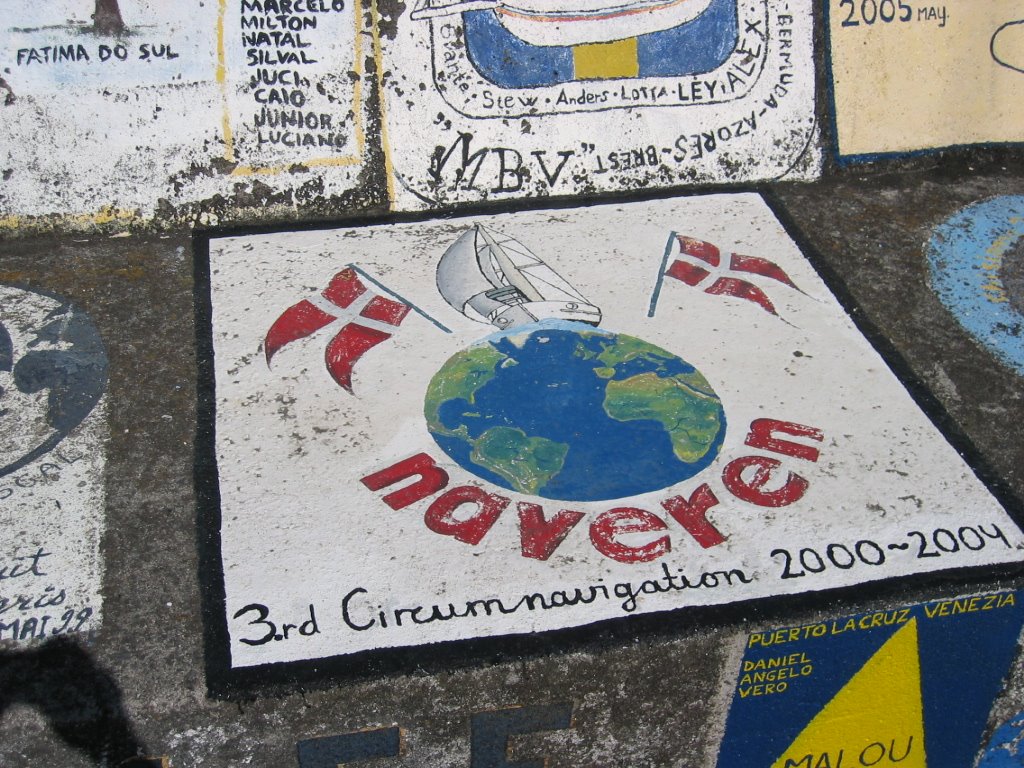 FATIMA DO SUL
MARCELO
MILTON
NATAL
SILVAL
JUCI
CAIO
JUNIOR
LUCIANO
Stew. Anders. LOTTA. LEYLA
ALEX
-BERMUDA-AZORES-BREST
"MBV"
2005 MAY.
naveren
3.rd Circumnavigation 2000~2004
MAI 99
PUERTO LA CRUZ VENEZIA
DANIEL
ANGELO
VERO
MALOU